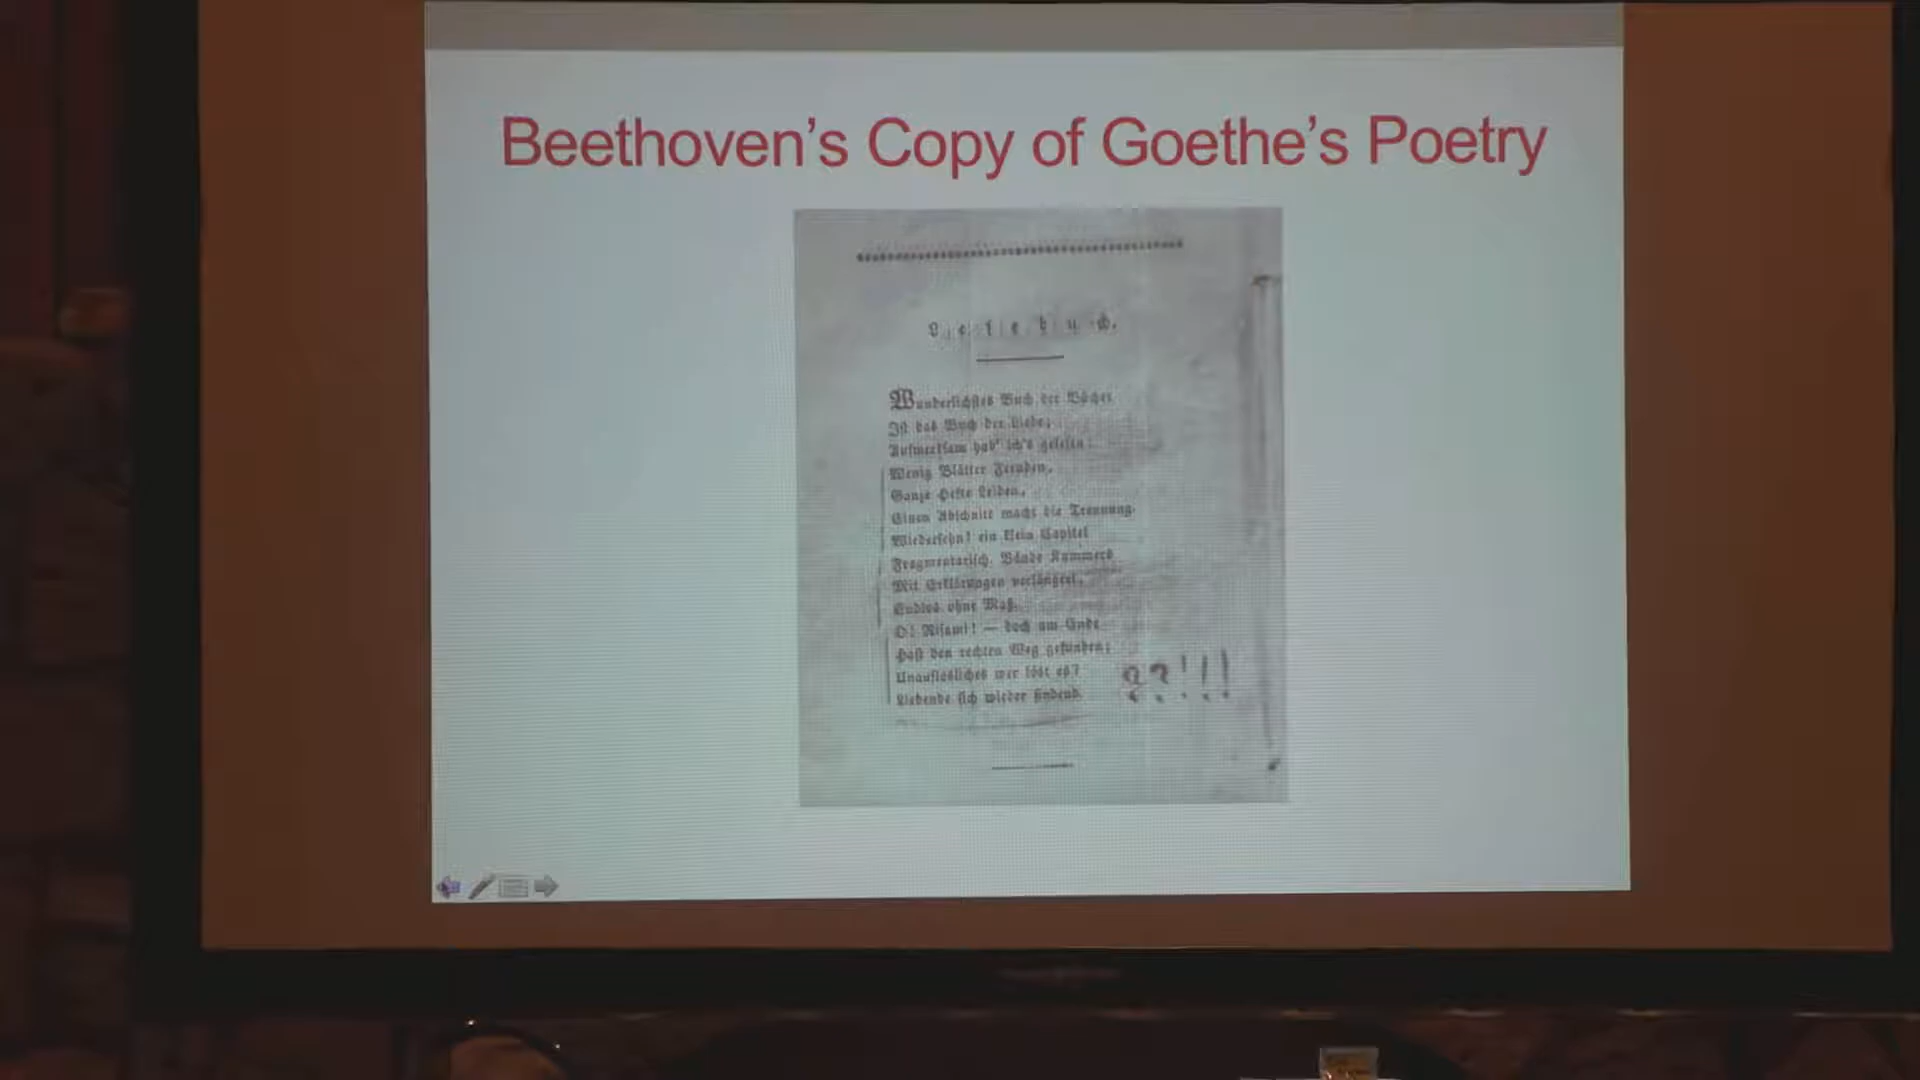 Beethoven's Copy of Goethe's Poetry
Lesebuch.
Wunderlichstes Buch der Bücher
Ist das Buch der Liebe;
Aufmerksam hab' ich's gelesen:
Wenig Blätter Freuden,
Ganze Hefte Leiden,
Einen Abschnitt macht die Trennung.
Wiedersehn! ein klein Capitel
Fragmentarisch. Bände Kummers
Mit Erklärungen verlängert,
Endlos ohne Maß.
O! Nisami! — doch am Ende
Hast den rechten Weg gefunden;
Unauflösliches wer löst es?
Liebende sich wieder findend.
??!!!